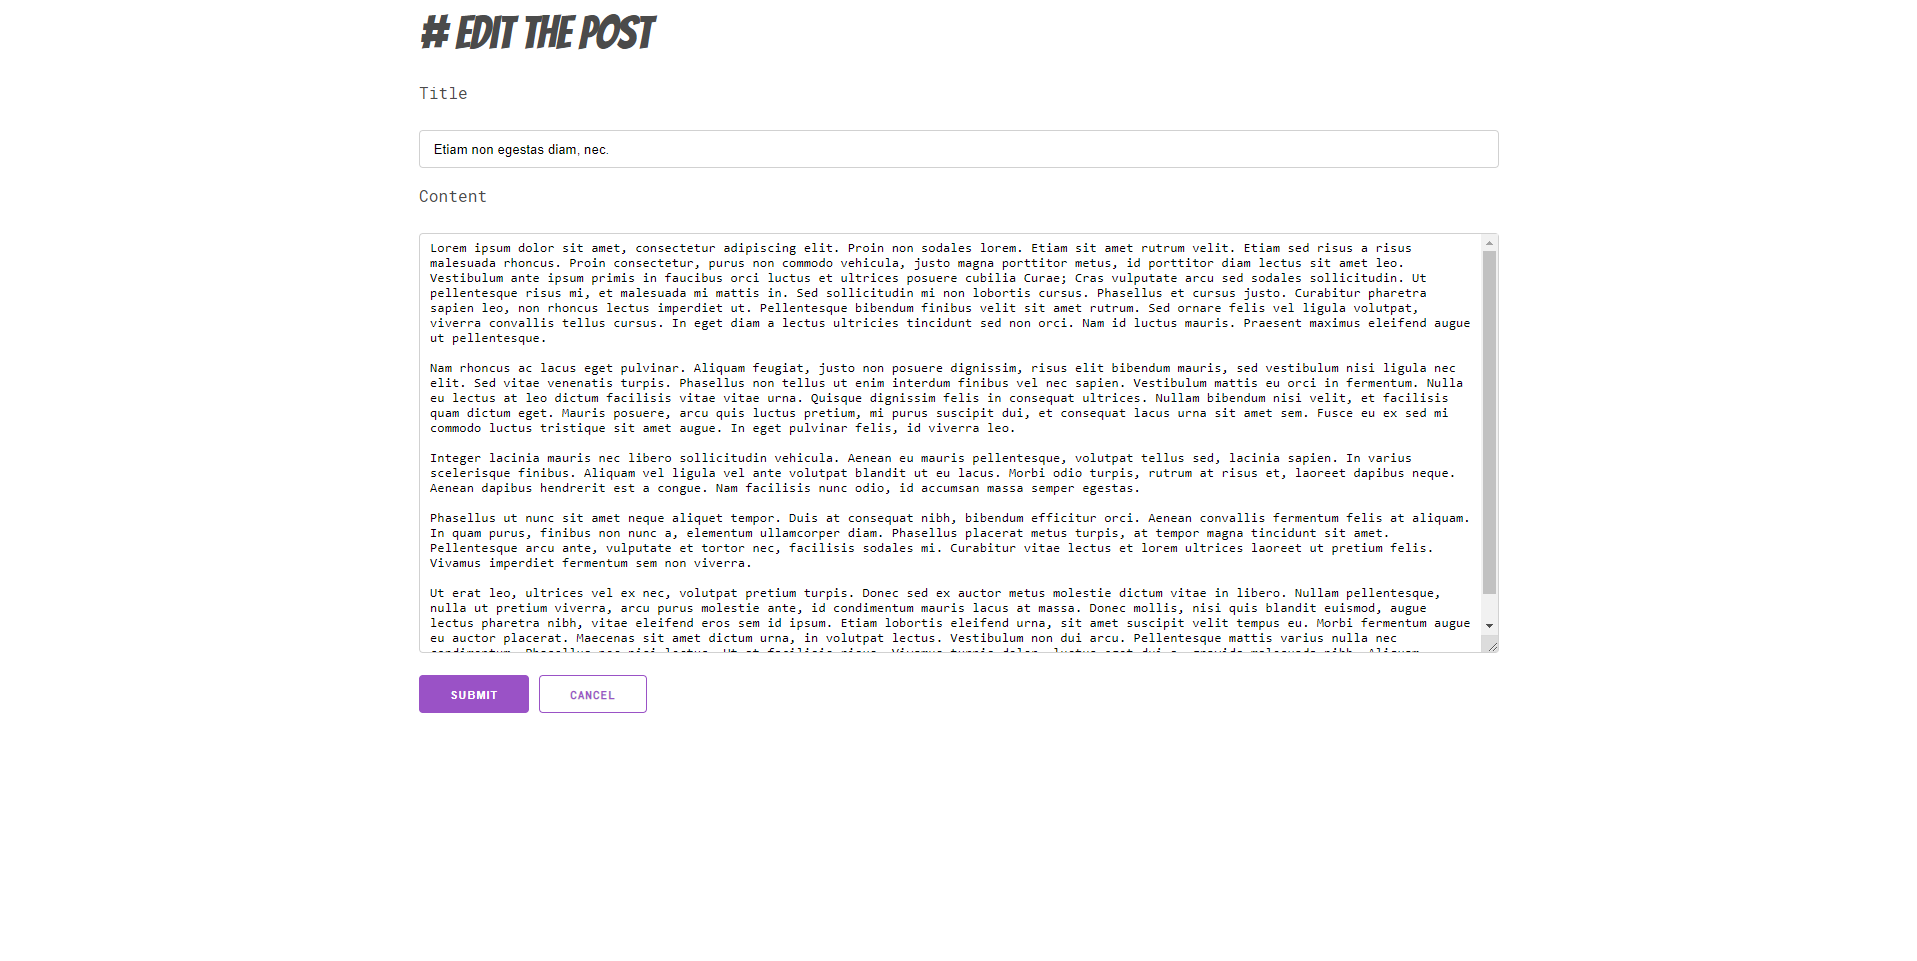 # EDIT THE POST
Title
Etiam non egestas diam, nec.
Content
Lorem ipsum dolor sit amet, consectetur adipiscing elit. Proin non sodales lorem. Etiam sit amet rutrum velit. Etiam sed risus a risus
malesuada rhoncus. Proin consectetur, purus non commodo vehicula, justo magna porttitor metus, id porttitor diam lectus sit amet leo.
Vestibulum ante ipsum primis in faucibus orci luctus et ultrices posuere cubilia Curae; Cras vulputate arcu sed sodales sollicitudin. Ut
pellentesque risus mi, et malesuada mi mattis in. Sed sollicitudin mi non lobortis cursus. Phasellus et cursus justo. Curabitur pharetra
sapien leo, non rhoncus lectus imperdiet ut. Pellentesque bibendum finibus velit sit amet rutrum. Sed ornare felis vel ligula volutpat,
viverra convallis tellus cursus. In eget diam a lectus ultricies tincidunt sed non orci. Nam id luctus mauris. Praesent maximus eleifend augue
ut pellentesque.
Nam rhoncus ac lacus eget pulvinar. Aliquam feugiat, justo non posuere dignissim, risus elit bibendum mauris, sed vestibulum nisi ligula nec
elit. Sed vitae venenatis turpis. Phasellus non tellus ut enim interdum finibus vel nec sapien. Vestibulum mattis eu orci in fermentum. Nulla
eu lectus at leo dictum facilisis vitae vitae urna. Quisque dignissim felis in consequat ultrices. Nullam bibendum nisi velit, et facilisis
quam dictum eget. Mauris posuere, arcu quis luctus pretium, mi purus suscipit dui, et consequat lacus urna sit amet sem. Fusce eu ex sed mi
commodo luctus tristique sit amet augue. In eget pulvinar felis, id viverra leo.
Integer lacinia mauris nec libero sollicitudin vehicula. Aenean eu mauris pellentesque, volutpat tellus sed, lacinia sapien. In varius
scelerisque finibus. Aliquam vel ligula vel ante volutpat blandit ut eu lacus. Morbi odio turpis, rutrum at risus et, laoreet dapibus neque.
Aenean dapibus hendrerit est a congue. Nam facilisis nunc odio, id accumsan massa semper egestas.
Phasellus ut nunc sit amet neque aliquet tempor. Duis at consequat nibh, bibendum efficitur orci. Aenean convallis fermentum felis at aliquam.
In quam purus, finibus non nunc a, elementum ullamcorper diam. Phasellus placerat metus turpis, at tempor magna tincidunt sit amet.
Pellentesque arcu ante, vulputate et tortor nec, facilisis sodales mi. Curabitur vitae lectus et lorem ultrices laoreet ut pretium felis.
Vivamus imperdiet fermentum sem non viverra.
Ut erat leo, ultrices vel ex nec, volutpat pretium turpis. Donec sed ex auctor metus molestie dictum vitae in libero. Nullam pellentesque,
nulla ut pretium viverra, arcu purus molestie ante, id condimentum mauris lacus at massa. Donec mollis, nisi quis blandit euismod, augue
lectus pharetra nibh, vitae eleifend eros sem id ipsum. Etiam lobortis eleifend urna, sit amet suscipit velit tempus eu. Morbi fermentum augue
eu auctor placerat. Maecenas sit amet dictum urna, in volutpat lectus. Vestibulum non dui arcu. Pellentesque mattis varius nulla nec
SUBMIT
CANCEL